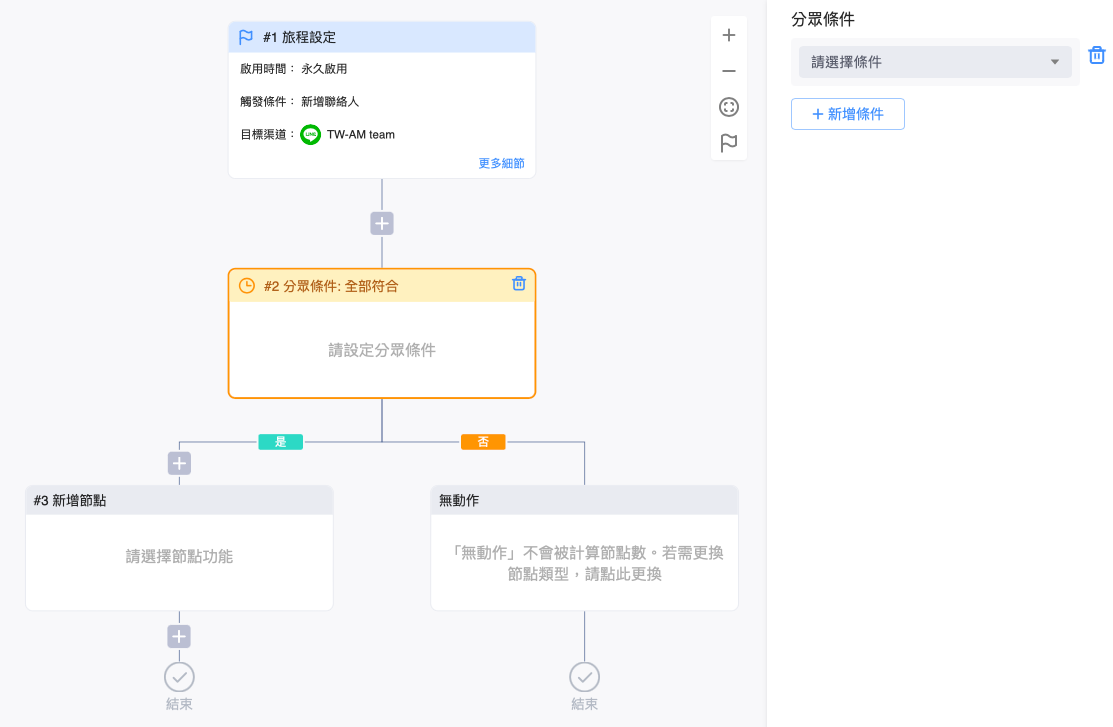 #1 旅程設定
啟用時間： 永久啟用
觸發條件： 新增聯絡人
目標渠道： LINE TW-AM team
更多細節
#2 分眾條件: 全部符合
請設定分眾條件
是
否
#3 新增節點
請選擇節點功能
無動作
「無動作」不會被計算節點數。若需更換
節點類型，請點此更換
結束
結束
分眾條件
請選擇條件
+ 新增條件